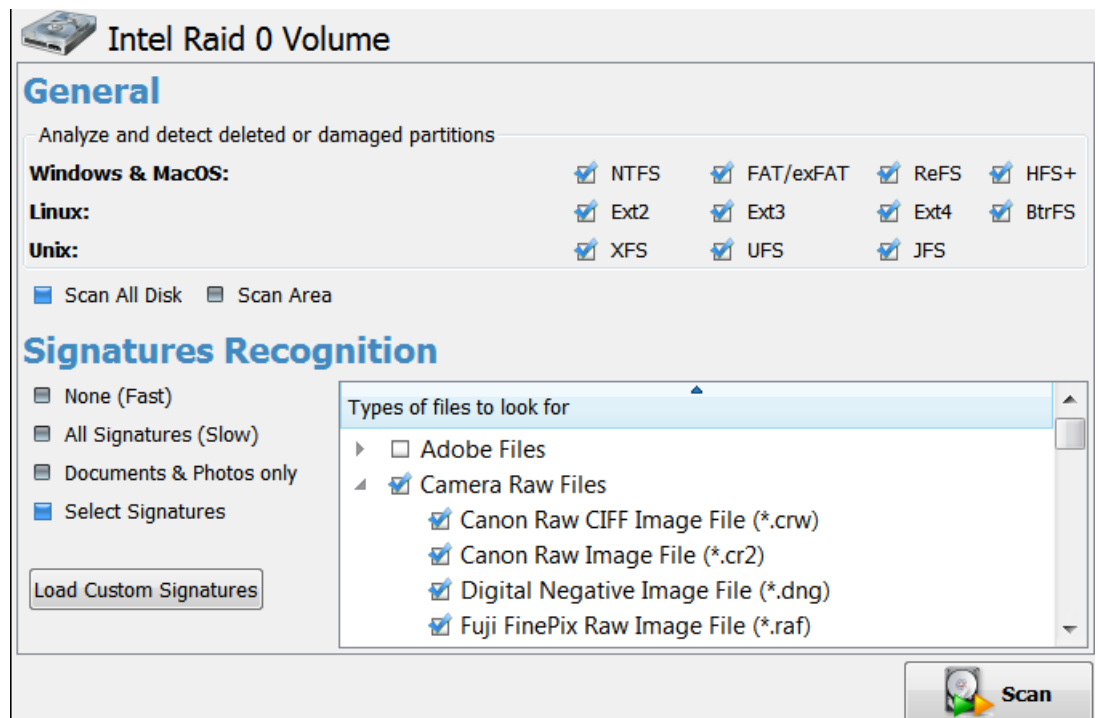 Intel Raid 0 Volume
General
Analyze and detect deleted or damaged partitions
Windows & MacOS: NTFS FAT/exFAT ReFS HFS+
Linux: Ext2 Ext3 Ext4 BtrFS
Unix: XFS UFS JFS
Scan All Disk Scan Area
Signatures Recognition
None (Fast)
All Signatures (Slow)
Documents & Photos only
Select Signatures
Load Custom Signatures
Types of files to look for
Adobe Files
Camera Raw Files
Canon Raw CIFF Image File (*.crw)
Canon Raw Image File (*.cr2)
Digital Negative Image File (*.dng)
Fuji FinePix Raw Image File (*.raf)
Scan